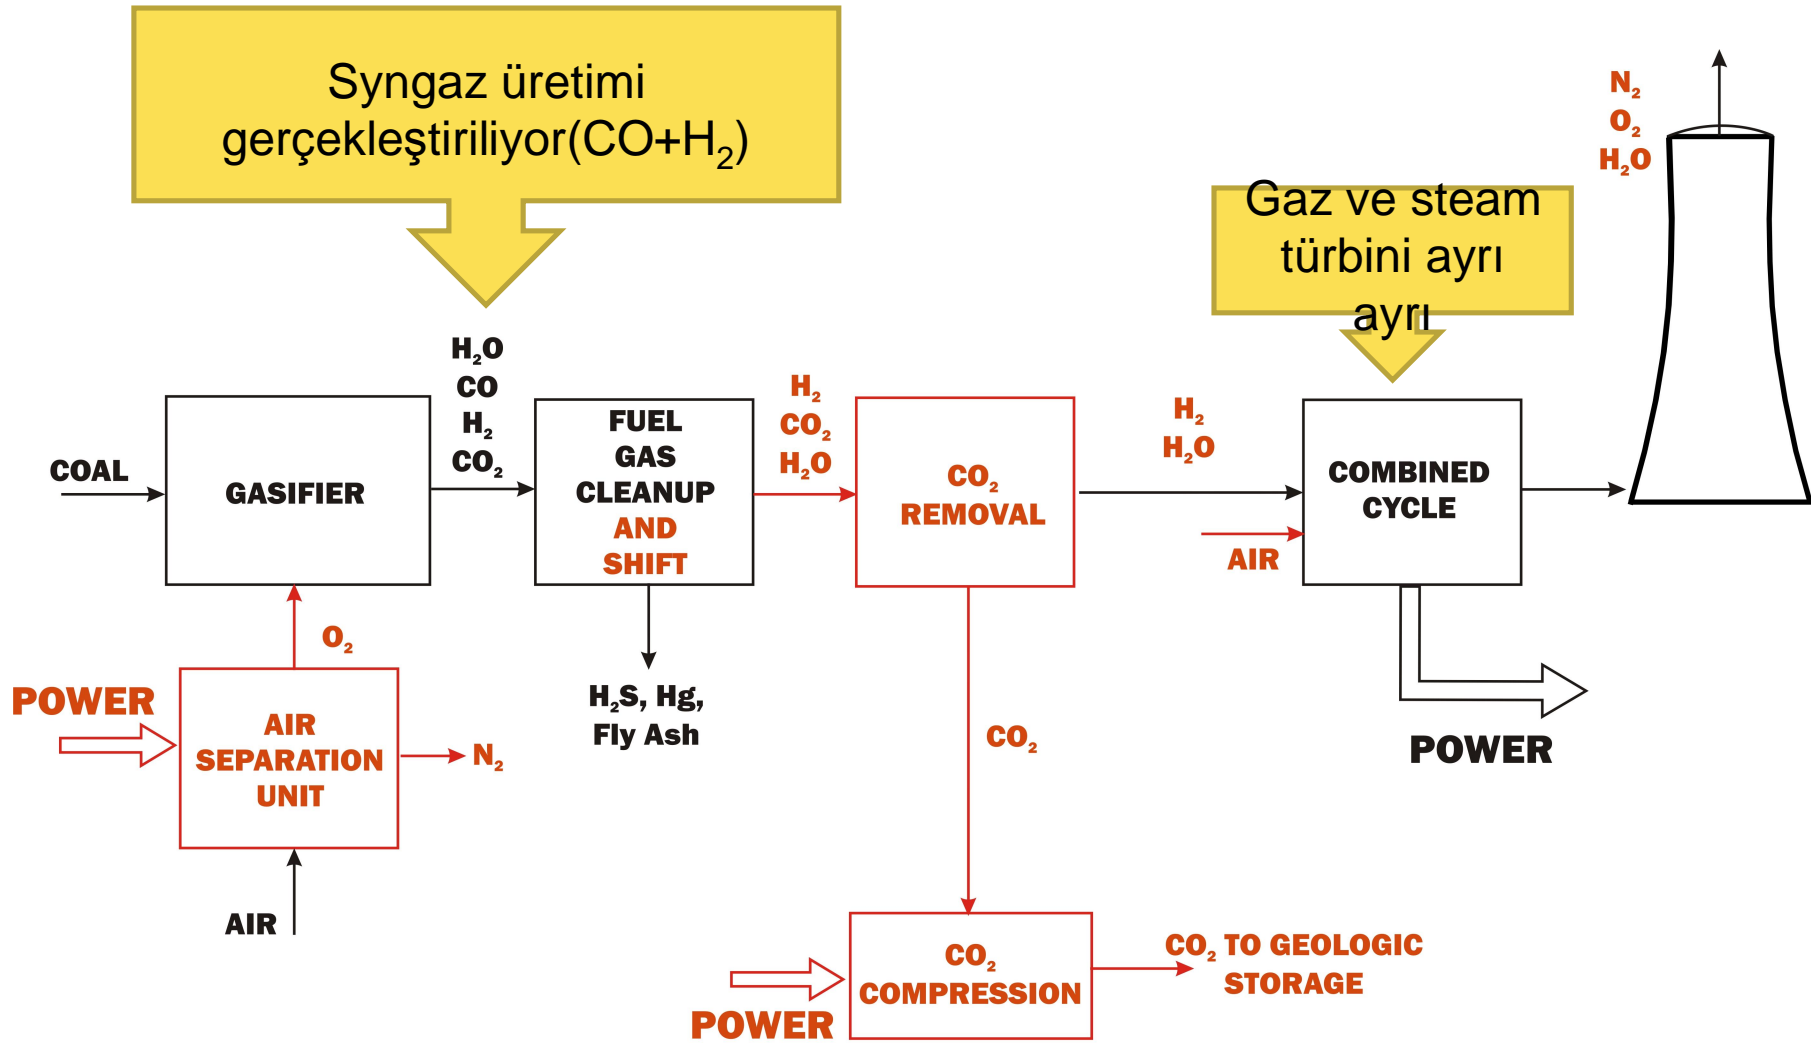 Syngaz üretimi
gerçekleştiriliyor(CO+H₂)
N₂
O₂
H₂O
Gaz ve steam
türbini ayrı
ayrı
H₂O
CO
H₂
CO₂
H₂
CO₂
H₂O
H₂
H₂O
COAL
GASIFIER
FUEL
GAS
CLEANUP
AND
SHIFT
CO₂
REMOVAL
COMBINED
CYCLE
AIR
O₂
POWER
AIR
SEPARATION
UNIT
N₂
H₂S, Hg,
Fly Ash
CO₂
POWER
AIR
CO₂
COMPRESSION
CO₂ TO GEOLOGIC
STORAGE
POWER